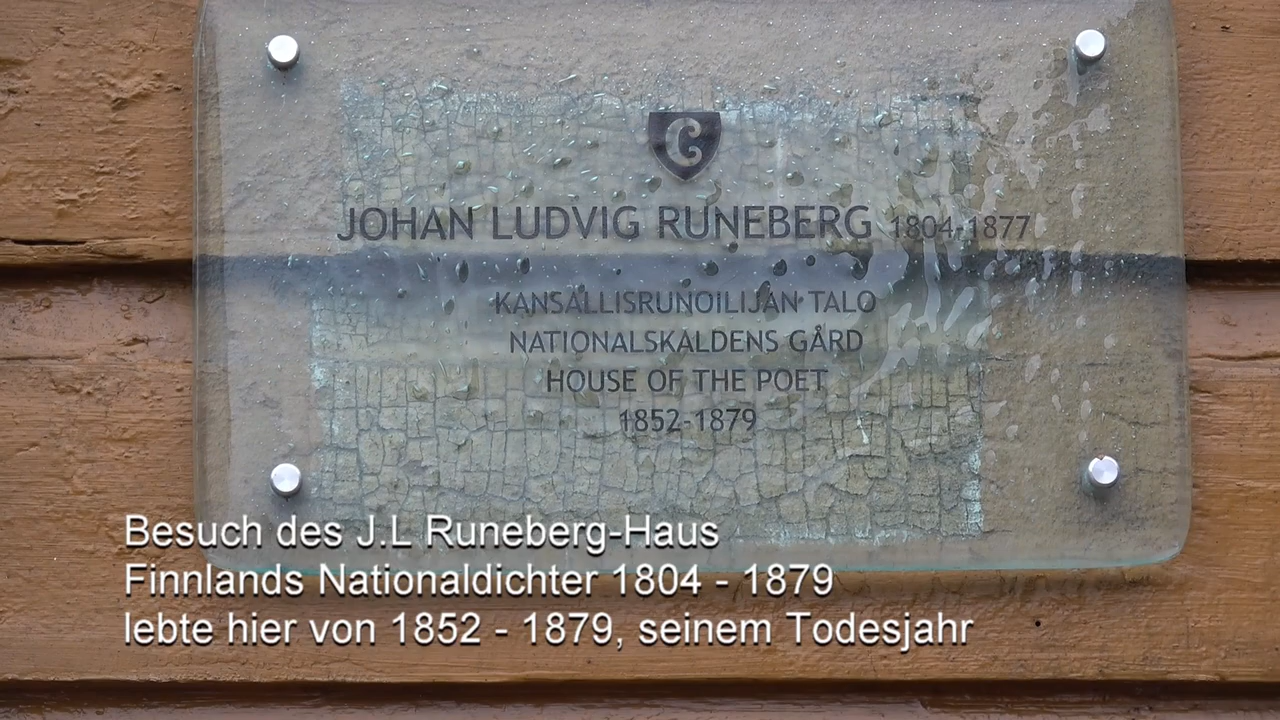 C
JOHAN LUDVIG RUNEBERG 1804-1877
KANSALLISRUNOILIJAN TALO
NATIONALSKALDENS GÅRD
HOUSE OF THE POET
1852-1879
Besuch des J.L Runeberg-Haus
Finnlands Nationaldichter 1804 - 1879
lebte hier von 1852 - 1879, seinem Todesjahr